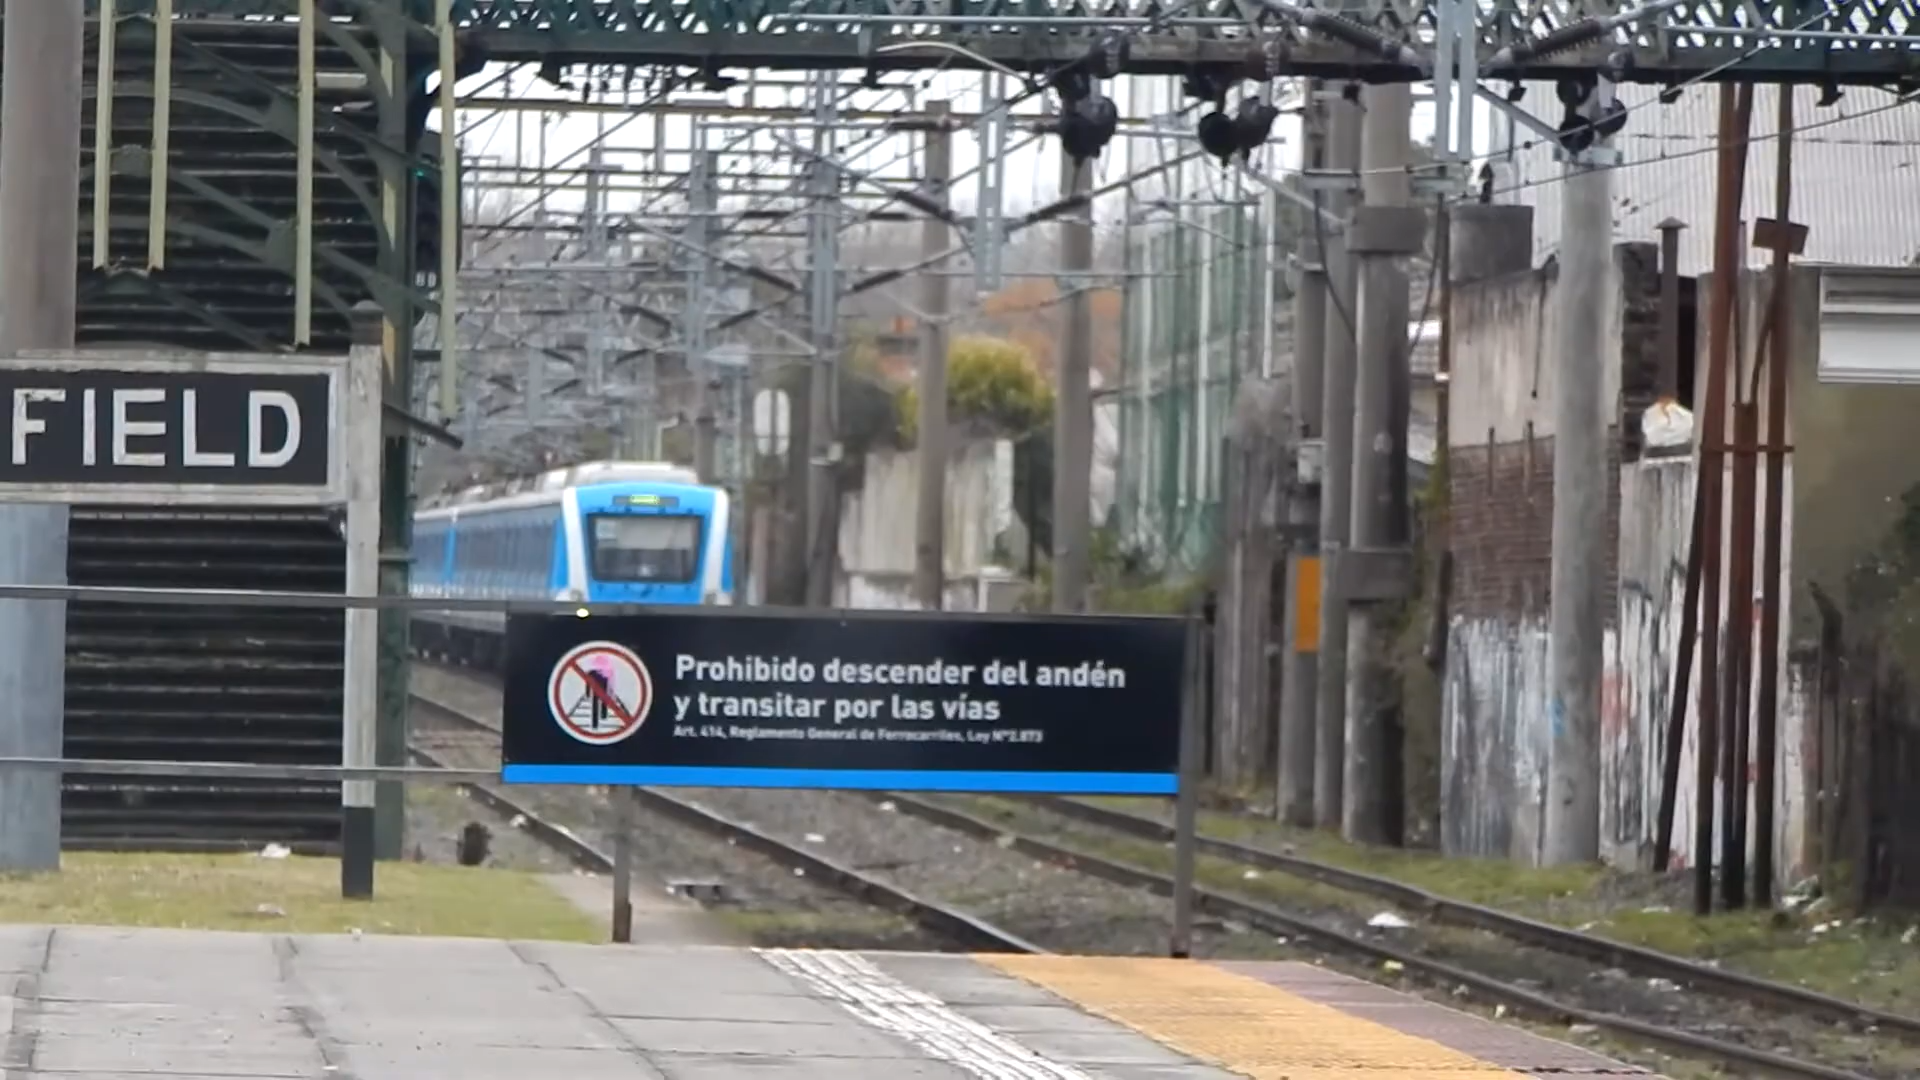 FIELD
Prohibido descender del andén
y transitar por las vías
Art. 414, Reglamento General de Ferrocarriles, Ley N°2.873